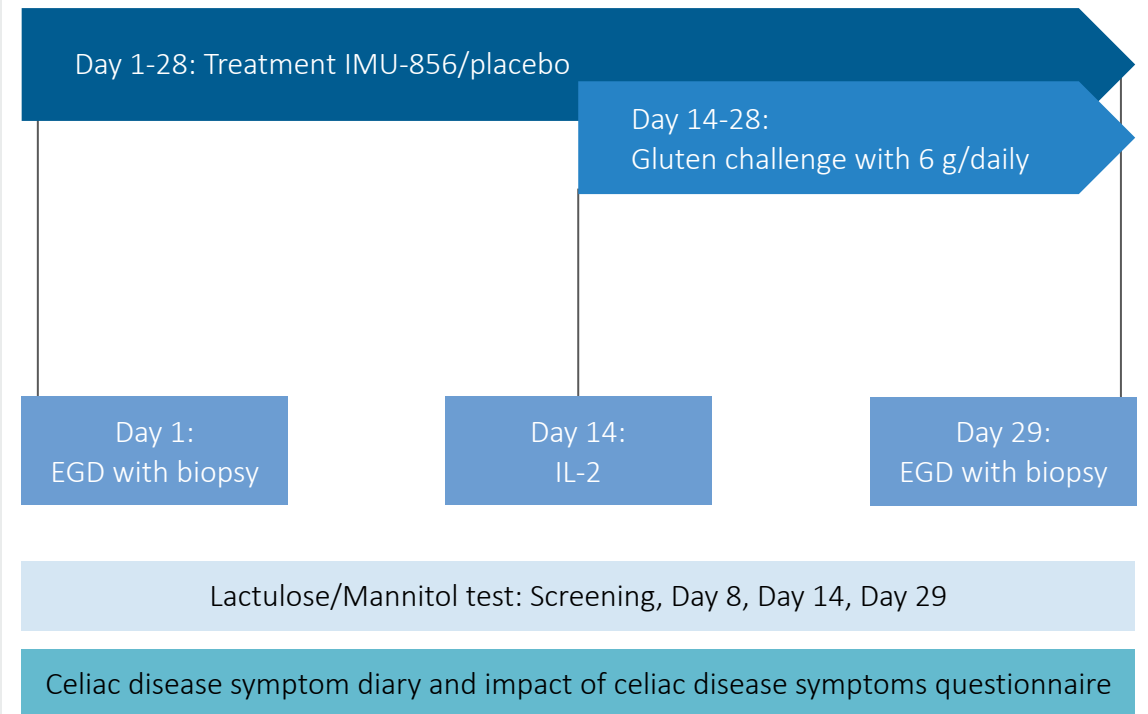 Day 1-28: Treatment IMU-856/placebo
Day 14-28:
Gluten challenge with 6 g/daily
Day 1:
EGD with biopsy
Day 14:
IL-2
Day 29:
EGD with biopsy
Lactulose/Mannitol test: Screening, Day 8, Day 14, Day 29
Celiac disease symptom diary and impact of celiac disease symptoms questionnaire